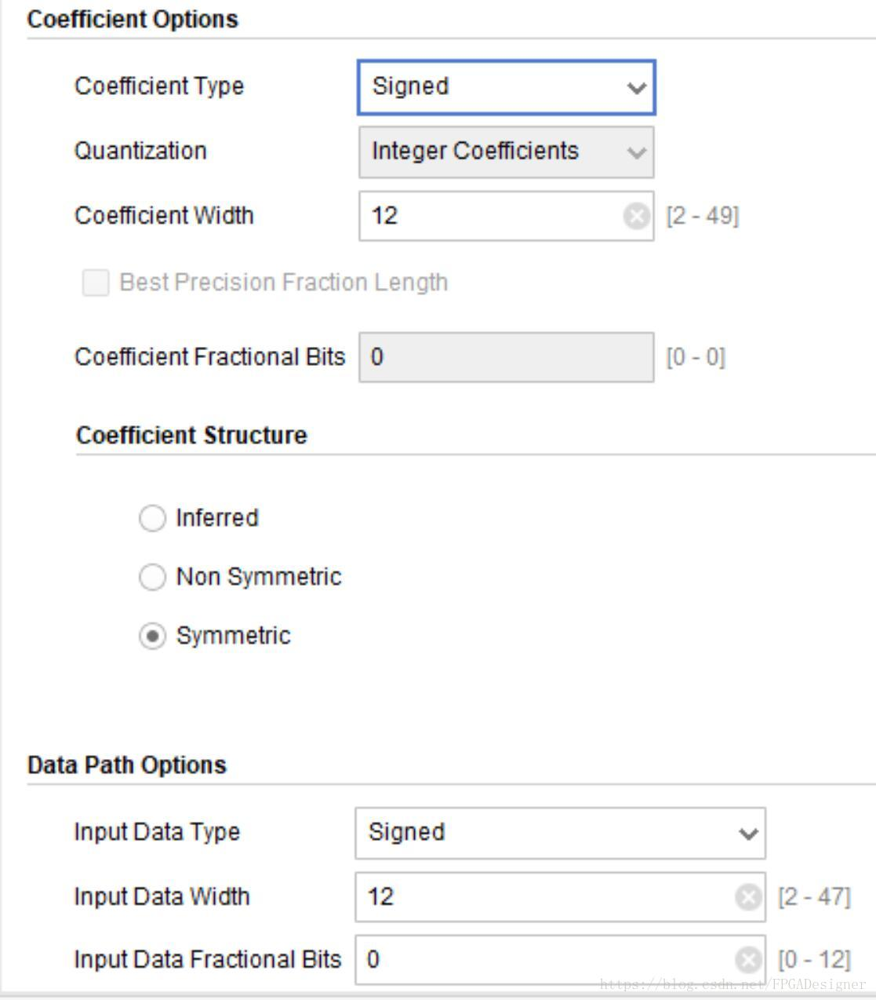 Coefficient Options
Coefficient Type Signed
Quantization Integer Coefficients
Coefficient Width 12 [2 - 49]
Best Precision Fraction Length
Coefficient Fractional Bits 0 [0 - 0]
Coefficient Structure
Inferred
Non Symmetric
Symmetric
Data Path Options
Input Data Type Signed
Input Data Width 12 [2 - 47]
Input Data Fractional Bits 0 [0 - 12]
https://blog.csdn.net/FPGADesigner